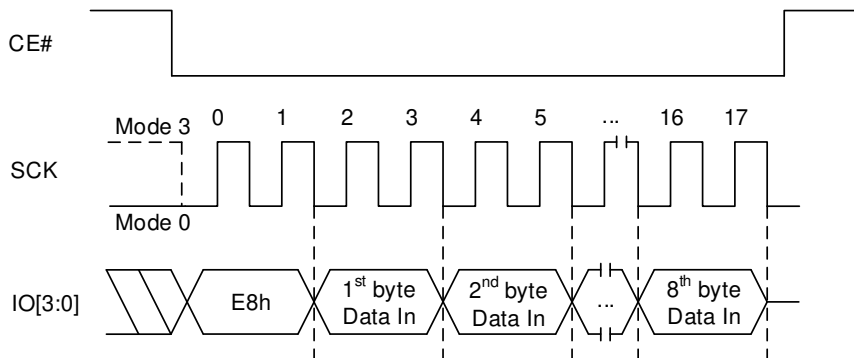 CE#
Mode 3
0 1 2 3 4 5 ... 16 17
SCK
Mode 0
IO[3:0]
E8h
1st byte
Data In
2nd byte
Data In
...
8th byte
Data In